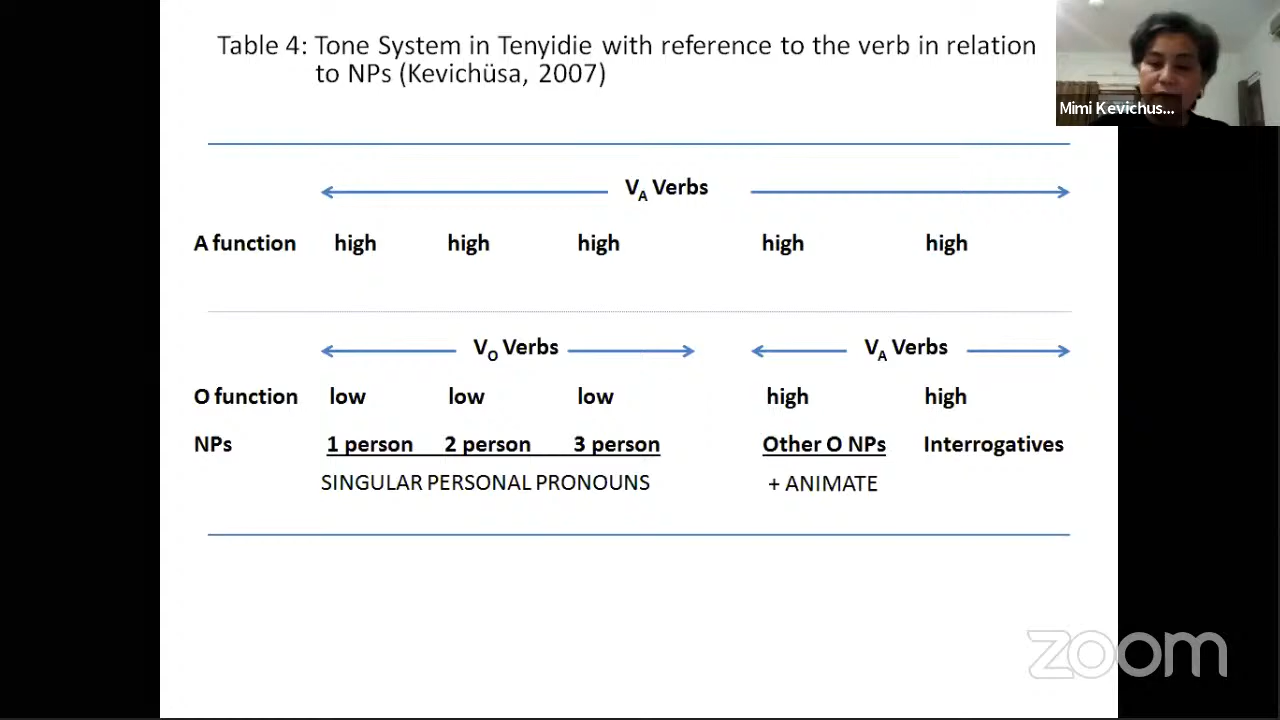 Table 4: Tone System in Tenyidie with reference to the verb in relation
to NPs (Kevichüsa, 2007)
Mimi Kevichus...
VA Verbs
A function high high high high high
VO Verbs VA Verbs
O function low low low high high
NPs 1 person 2 person 3 person Other O NPs Interrogatives
SINGULAR PERSONAL PRONOUNS + ANIMATE
zoom